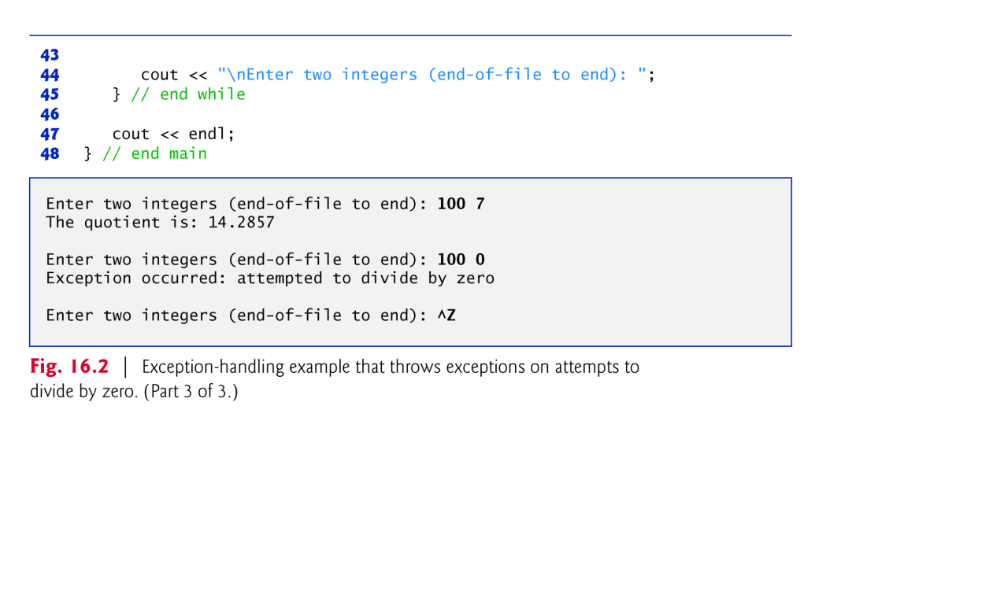 43
44 cout << "\nEnter two integers (end-of-file to end): ";
45 } // end while
46
47 cout << endl;
48 } // end main
Enter two integers (end-of-file to end): 100 7
The quotient is: 14.2857
Enter two integers (end-of-file to end): 100 0
Exception occurred: attempted to divide by zero
Enter two integers (end-of-file to end): ^Z
Fig. 16.2 | Exception-handling example that throws exceptions on attempts to
divide by zero. (Part 3 of 3.)